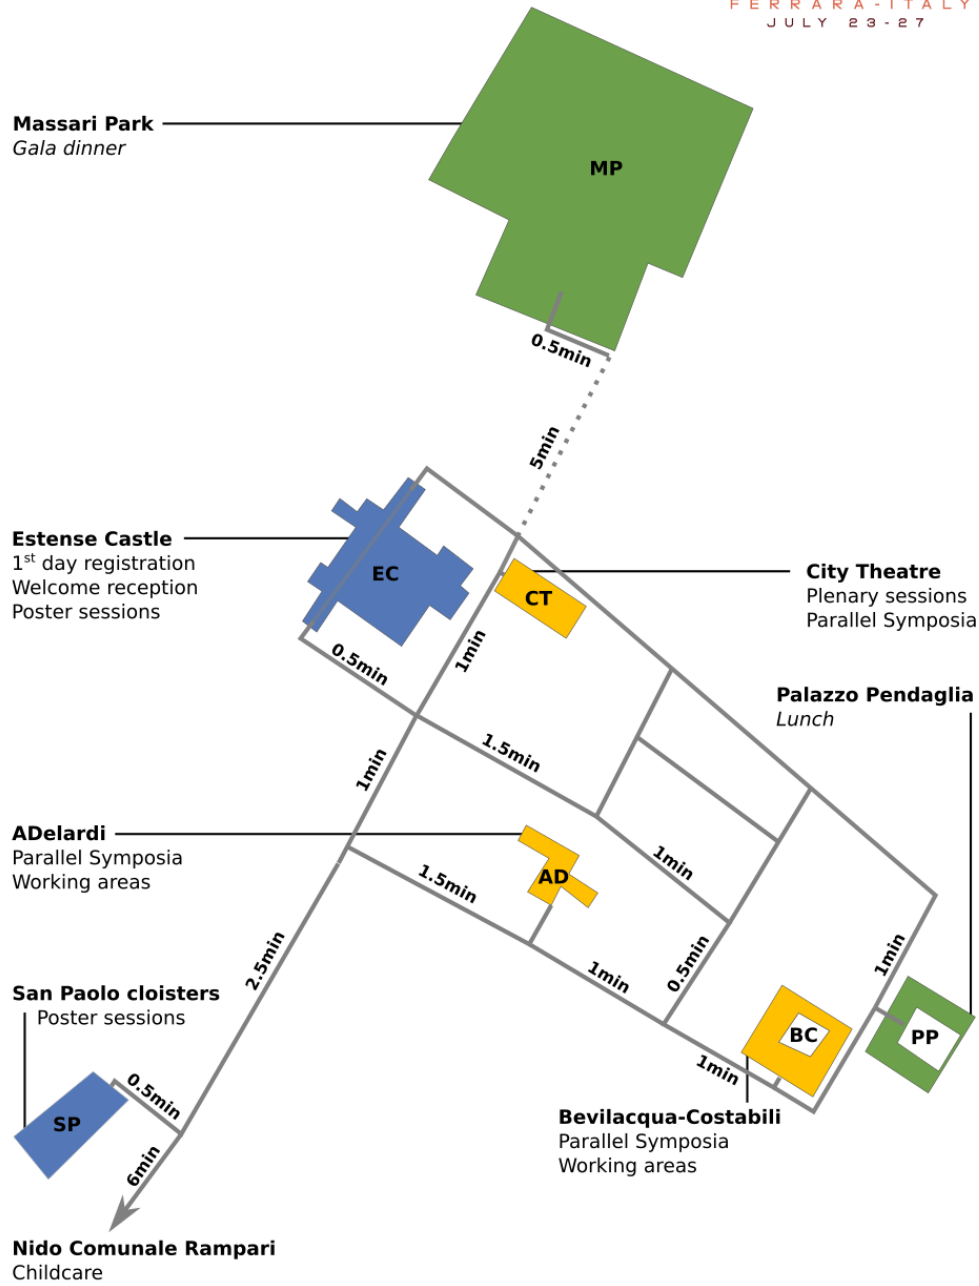 FERRARA-ITALY
JULY 23-27
Massari Park
Gala dinner
MP
0.5min
5min
Estense Castle
1st day registration
Welcome reception
Poster sessions
EC
CT
City Theatre
Plenary sessions
Parallel Symposia
0.5min
1min
Palazzo Pendaglia
Lunch
1.5min
1min
ADelardi
Parallel Symposia
Working areas
AD
1min
1.5min
2.5min
1min
0.5min
1min
San Paolo cloisters
Poster sessions
BC
PP
1min
0.5min
SP
Bevilacqua-Costabili
Parallel Symposia
Working areas
6min
Nido Comunale Rampari
Childcare